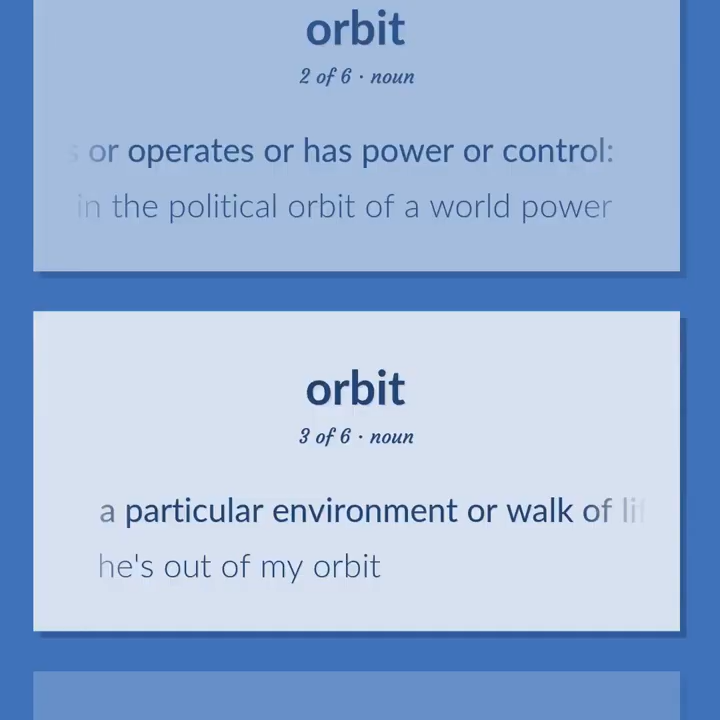 orbit
2 of 6 · noun
or operates or has power or control:
in the political orbit of a world power
orbit
3 of 6 · noun
a particular environment or walk of
he's out of my orbit